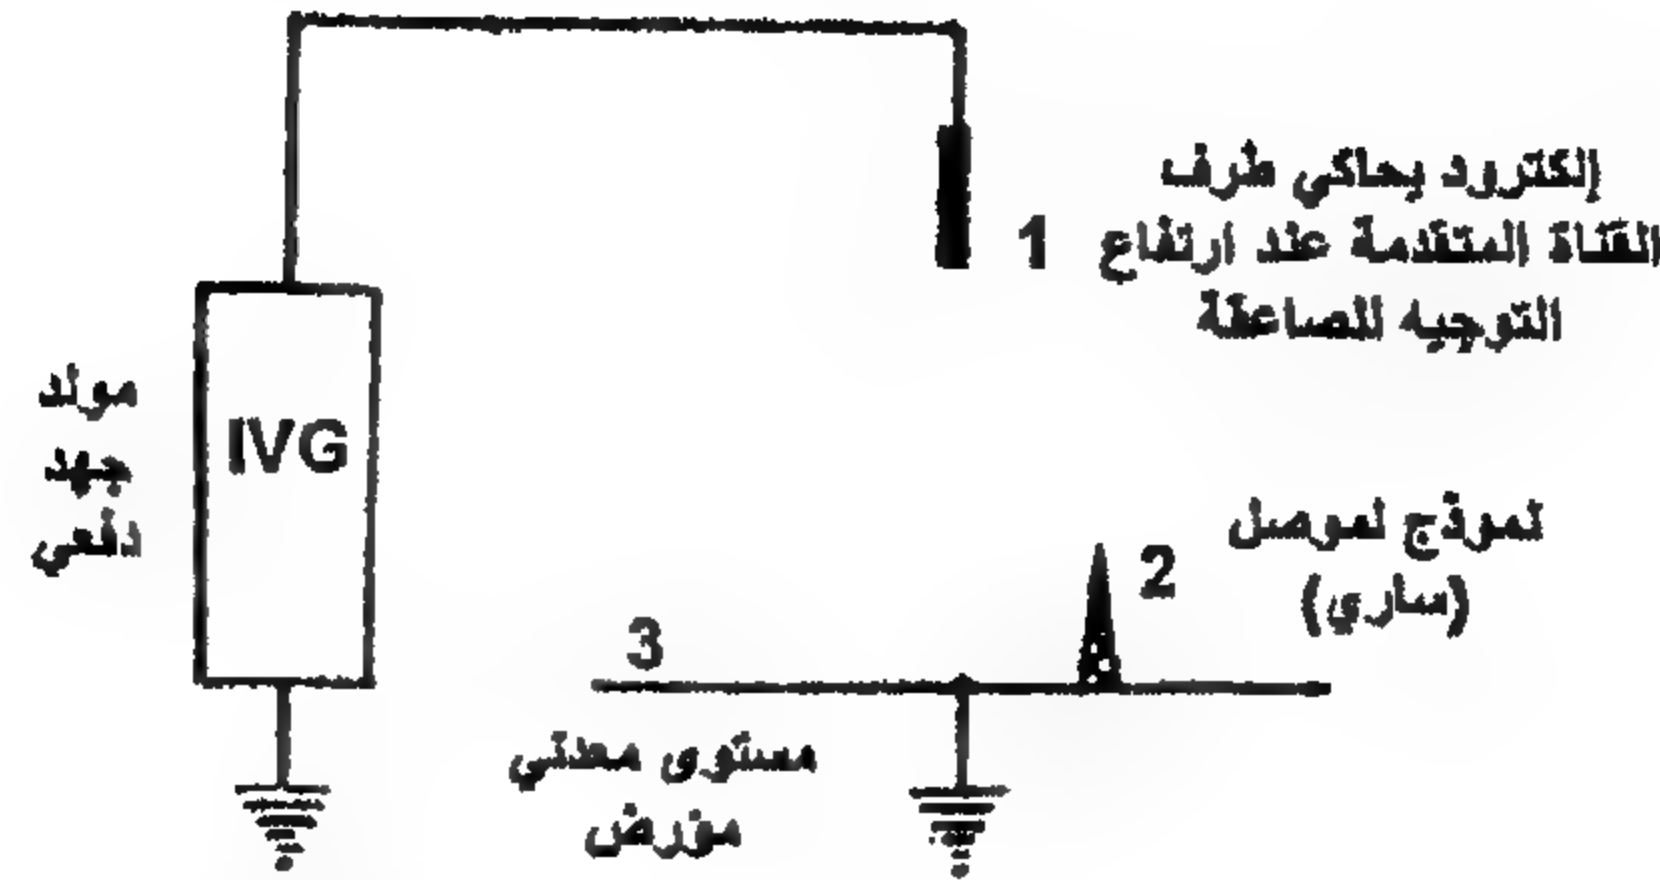 إلكترود يحاكي طرف
القناة المتقدمة عند ارتفاع
التوجيه للصاعقة
1
مولد
جهد
دفعي
IVG
نموذج لموصل
(ساري)
2
3
مستوى معدني
مؤرض